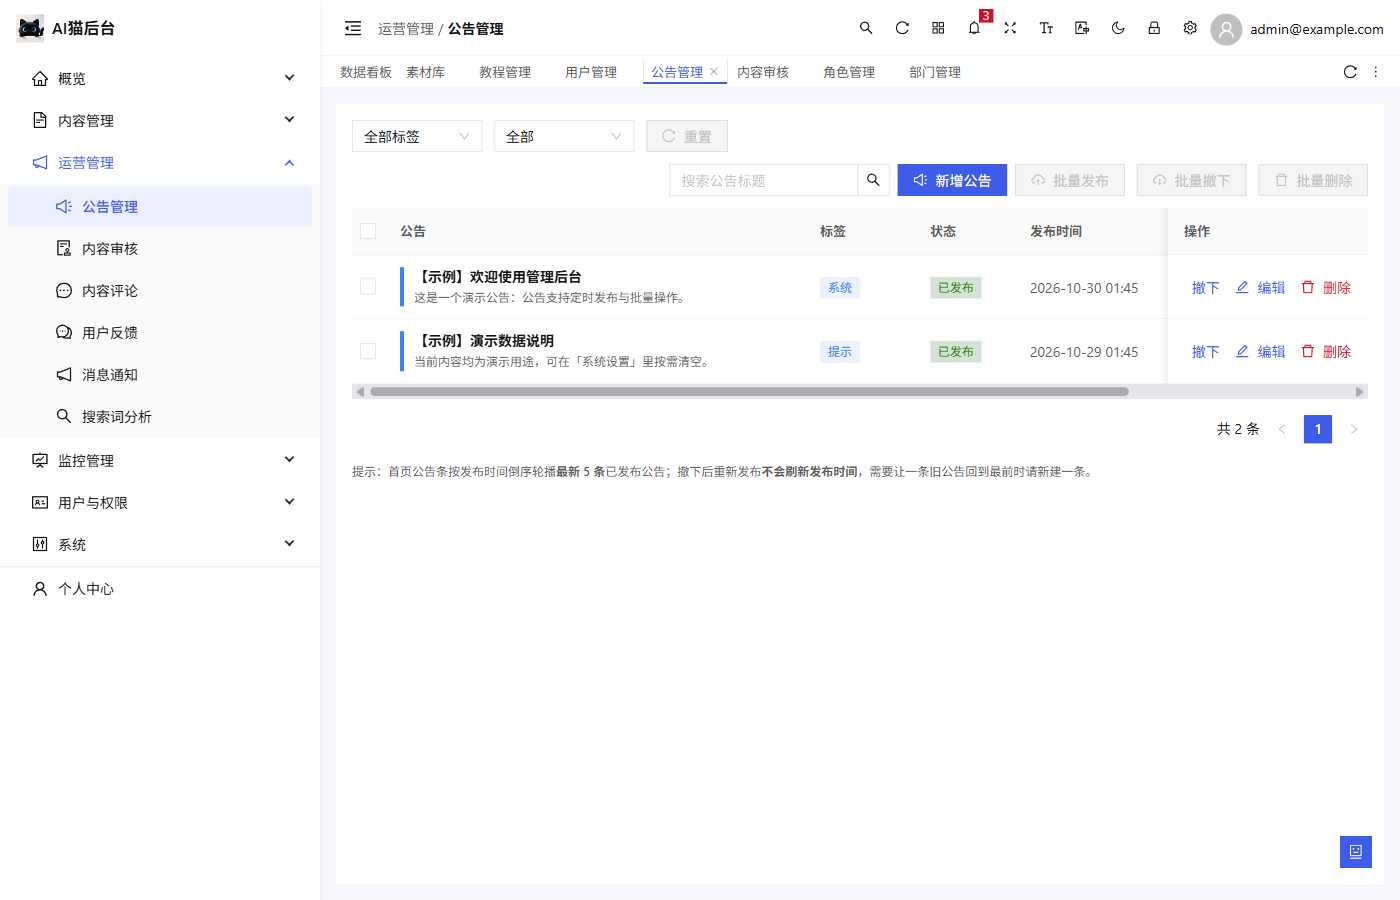 AI猫后台
运营管理 / 公告管理
3
admin@example.com
数据看板 素材库 教程管理 用户管理 公告管理 内容审核 角色管理 部门管理
概览
内容管理
运营管理
公告管理
内容审核
内容评论
用户反馈
消息通知
搜索词分析
监控管理
用户与权限
系统
个人中心
全部标签 全部 重置
搜索公告标题 新增公告 批量发布 批量撤下 批量删除
公告 标签 状态 发布时间 操作
【示例】欢迎使用管理后台
这是一个演示公告：公告支持定时发布与批量操作。
系统 已发布 2026-10-30 01:45 撤下 编辑 删除
【示例】演示数据说明
当前内容均为演示用途，可在「系统设置」里按需清空。
提示 已发布 2026-10-29 01:45 撤下 编辑 删除
共 2 条 1
提示：首页公告条按发布时间倒序轮播最新 5 条已发布公告；撤下后重新发布不会刷新发布时间，需要让一条旧公告回到最前时请新建一条。